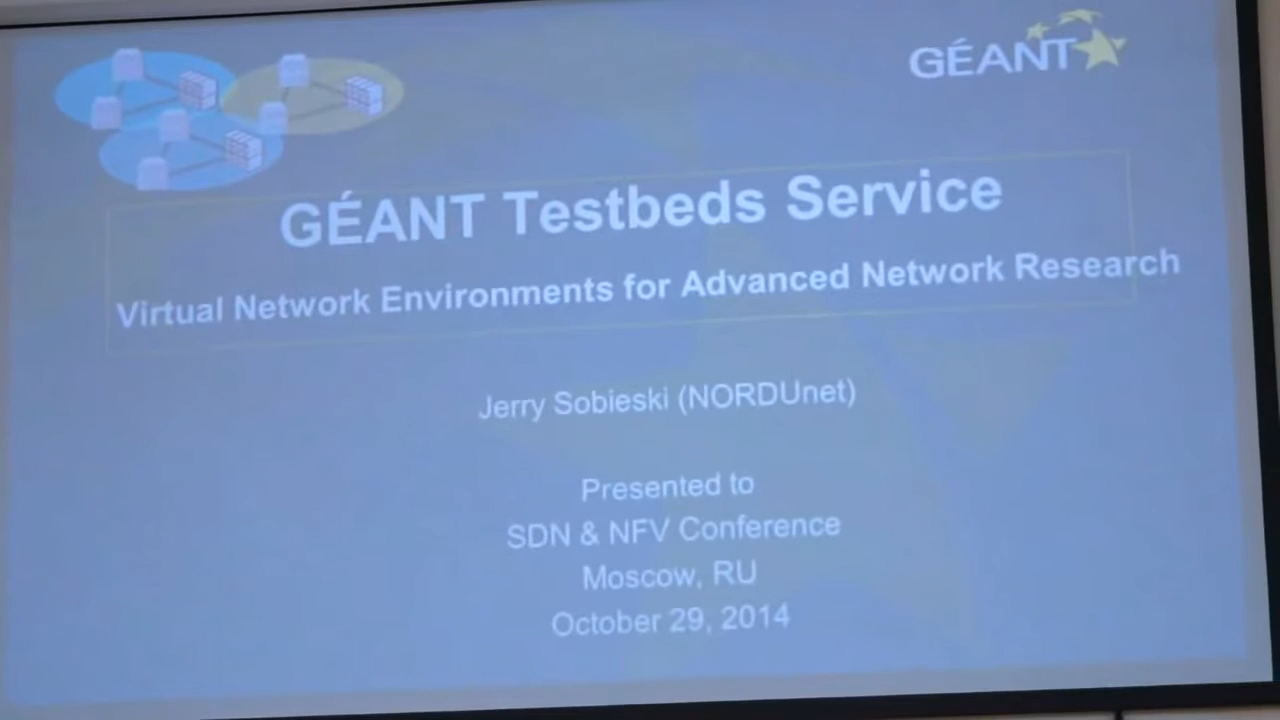 GÉANT
GÉANT Testbeds Service
Virtual Network Environments for Advanced Network Research
Jerry Sobieski (NORDUnet)
Presented to
SDN & NFV Conference
Moscow, RU
October 29, 2014